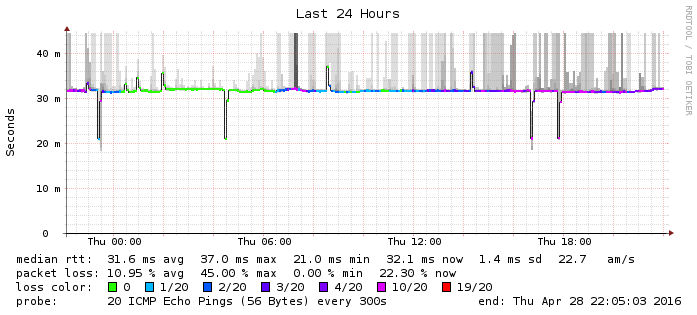 Last 24 Hours
RRDTOOL / TOBI OETIKER
Seconds
40 m
30 m
20 m
10 m
0
Thu 00:00 Thu 06:00 Thu 12:00 Thu 18:00
median rtt: 31.6 ms avg 37.0 ms max 21.0 ms min 32.1 ms now 1.4 ms sd 22.7 am/s
packet loss: 10.95 % avg 45.00 % max 0.00 % min 22.30 % now
loss color: 0 1/20 2/20 3/20 4/20 10/20 19/20
probe: 20 ICMP Echo Pings (56 Bytes) every 300s end: Thu Apr 28 22:05:03 2016